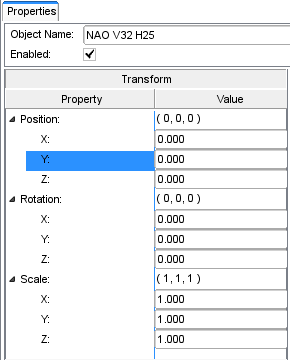 Properties
Object Name: NAO V32 H25
Enabled:
Transform
Property Value
Position: ( 0, 0, 0 )
X: 0.000
Y: 0.000
Z: 0.000
Rotation: ( 0, 0, 0 )
X: 0.000
Y: 0.000
Z: 0.000
Scale: ( 1, 1, 1 )
X: 1.000
Y: 1.000
Z: 1.000